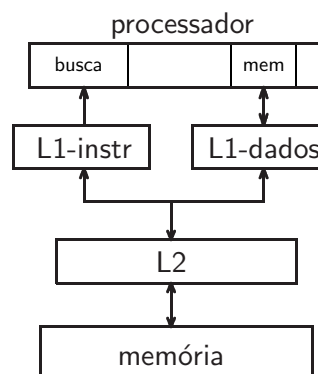 processador
busca mem
L1-instr L1-dados
L2
memória